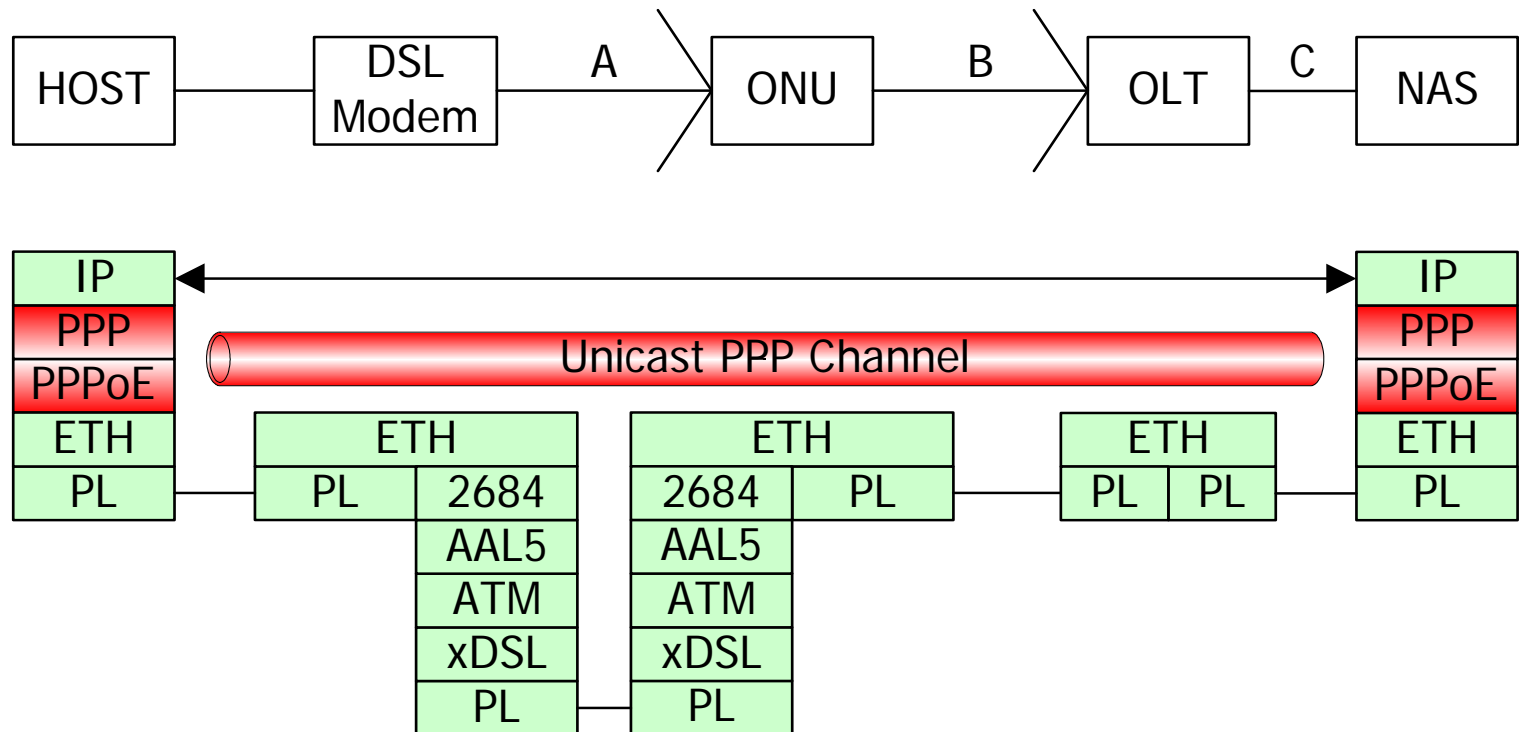 HOST
DSL
Modem
A
ONU
B
OLT
C
NAS
IP
PPP
PPPoE
ETH
PL
Unicast PPP Channel
ETH
PL
2684
AAL5
ATM
xDSL
PL
ETH
2684
PL
AAL5
ATM
xDSL
PL
ETH
PL
PL
IP
PPP
PPPoE
ETH
PL